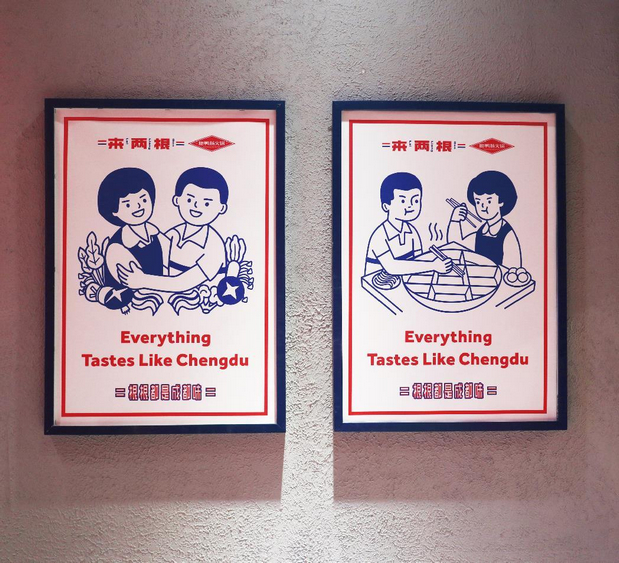 来两根
Everything
Tastes Like Chengdu
根根都是成都味
来两根
Everything
Tastes Like Chengdu
根根都是成都味